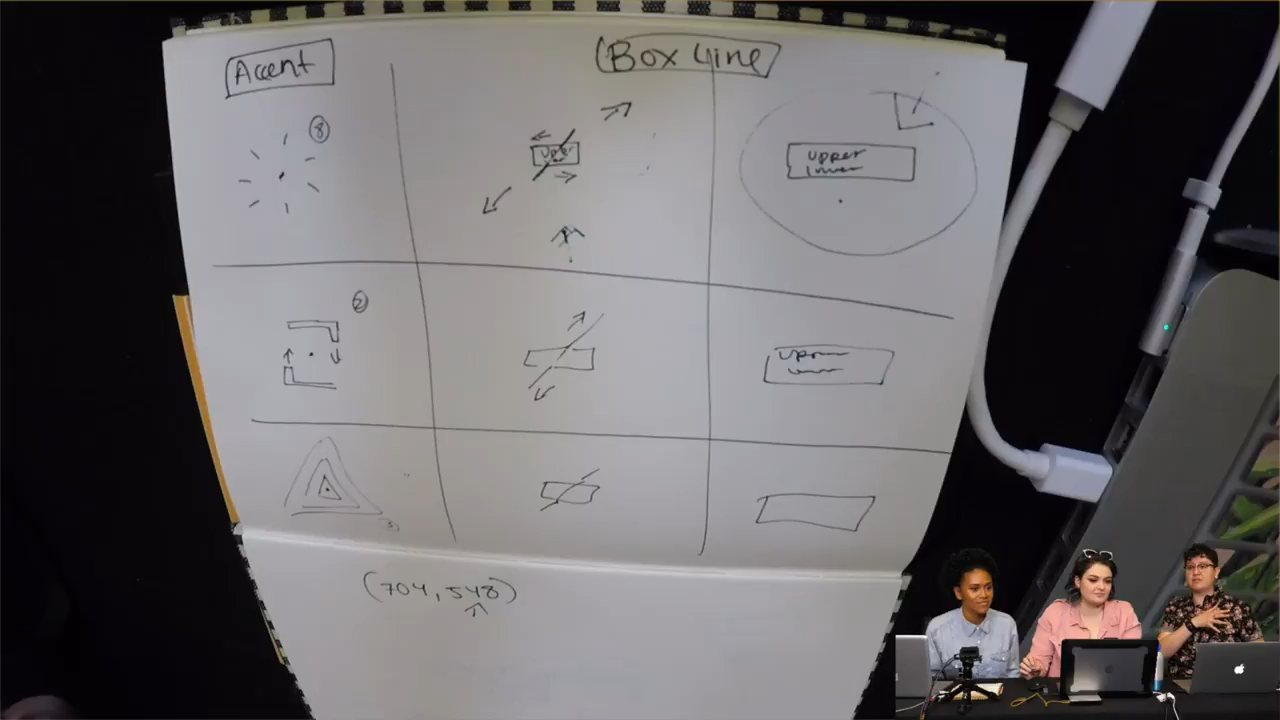 Accent
Box Line
8
upper
upper
lower
2
upper
lower
3
(704, 548)